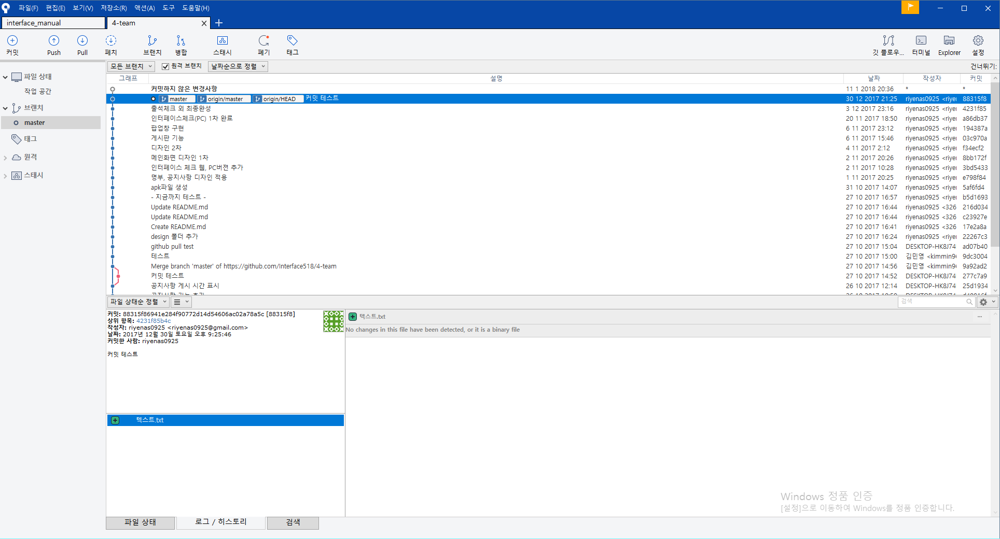 파일(F) 편집(E) 보기(V) 저장소(R) 액션(A) 도구 도움말(H)
interface_manual 4-team
커밋 Push Pull 페치 브랜치 병합 스태시 폐기 태그 깃 플로우... 터미널 Explorer 설정
모든 브랜치 원격 브랜치 날짜순으로 정렬 건너뛰기:
파일 상태
작업 공간
브랜치
master
태그
원격
스태시
그래프 설명 날짜 작성자 커밋
커밋하지 않은 변경사항 11 1 2018 20:36 * *
master origin/master origin/HEAD 커밋 테스트 30 12 2017 21:25 riyenas0925 <riyer 88315f8
출석체크 외 최종완성 3 12 2017 23:16 riyenas0925 <riyer 4231f85
인터페이스체크(PC) 1차 완료 20 11 2017 18:50 riyenas0925 <riyer a86db37
팝업창 구현 6 11 2017 23:12 riyenas0925 <riyer 194387a
게시판 기능 6 11 2017 15:46 riyenas0925 <riyer 03c970a
디자인 2차 4 11 2017 2:12 riyenas0925 <riyer f34ecf2
메인화면 디자인 1차 2 11 2017 20:26 riyenas0925 <riyer 8bb172f
인터페이스 체크 웹, PC버젼 추가 2 11 2017 10:28 riyenas0925 <riyer 3bd5433
명부, 공지사항 디자인 적용 1 11 2017 20:25 riyenas0925 <riyer e798f84
apk파일 생성 31 10 2017 14:07 riyenas0925 <riyer 5af6fd4
- 지금까지 테스트 - 27 10 2017 16:57 riyenas0925 <riyer b5d1693
Update README.md 27 10 2017 16:44 riyenas0925 <326 216d034
Update README.md 27 10 2017 16:44 riyenas0925 <326 c23927e
Create README.md 27 10 2017 16:41 riyenas0925 <326 17e2a8a
design 폴더 추가 27 10 2017 16:24 riyenas0925 <riyer 22267c3
github pull test 27 10 2017 15:04 DESKTOP-HK8J74 ad07b40
테스트 27 10 2017 15:00 김민영 <kimmin96 9dc3004
Merge branch 'master' of https://github.com/Interface518/4-team 27 10 2017 14:56 김민영 <kimmin96 9a92ad2
커밋 테스트 27 10 2017 14:52 DESKTOP-HK8J74 277c7a9
공지사항 게시 시간 표시 26 10 2017 12:14 DESKTOP-HK8J74 25d1934
파일 상태순 정렬 검색
커밋: 88315f86941e284f90772d14d54606ac02a78a5c [88315f8]
상위 항목: 4231f85b4c
작성자: riyenas0925 <riyenas0925@gmail.com>
날짜: 2017년 12월 30일 토요일 오후 9:25:46
커밋한 사람: riyenas0925
커밋 테스트
텍스트.txt
텍스트.txt ...
No changes in this file have been detected, or it is a binary file
Windows 정품 인증
[설정]으로 이동하여 Windows를 정품 인증합니다.
파일 상태 로그 / 히스토리 검색